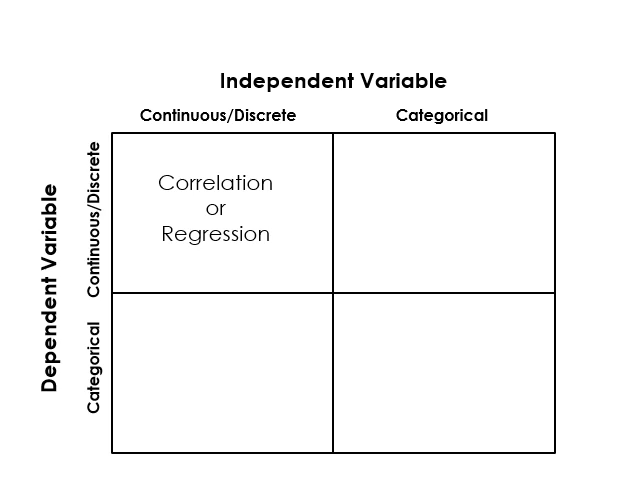 Independent Variable
Continuous/Discrete
Categorical
Dependent Variable
Continuous/Discrete
Correlation
or
Regression
Categorical